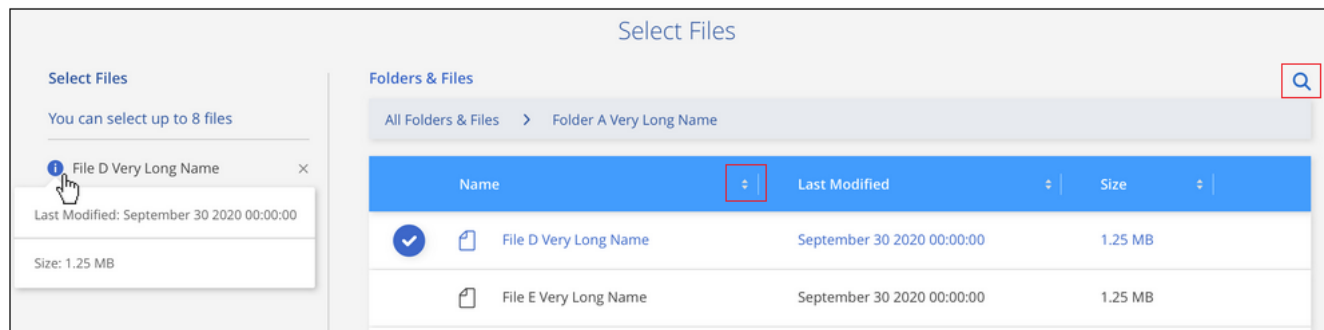 Select Files
Select Files
You can select up to 8 files
File D Very Long Name
Last Modified: September 30 2020 00:00:00
Size: 1.25 MB
Folders & Files
All Folders & Files > Folder A Very Long Name
Name Last Modified Size
File D Very Long Name September 30 2020 00:00:00 1.25 MB
File E Very Long Name September 30 2020 00:00:00 1.25 MB